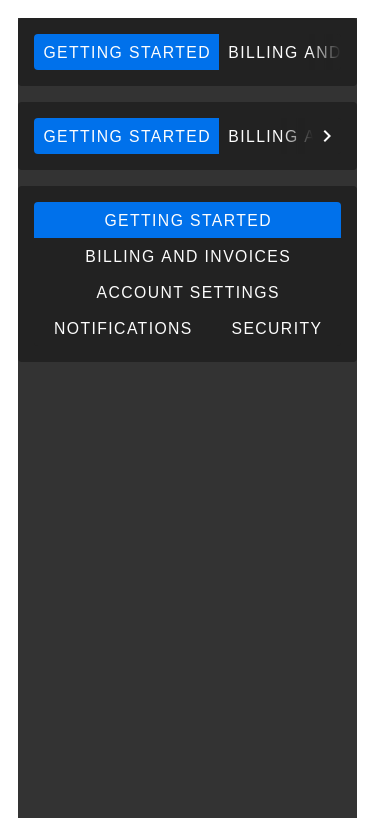 GETTING STARTED BILLING AND
GETTING STARTED BILLING A
GETTING STARTED
BILLING AND INVOICES
ACCOUNT SETTINGS
NOTIFICATIONS SECURITY